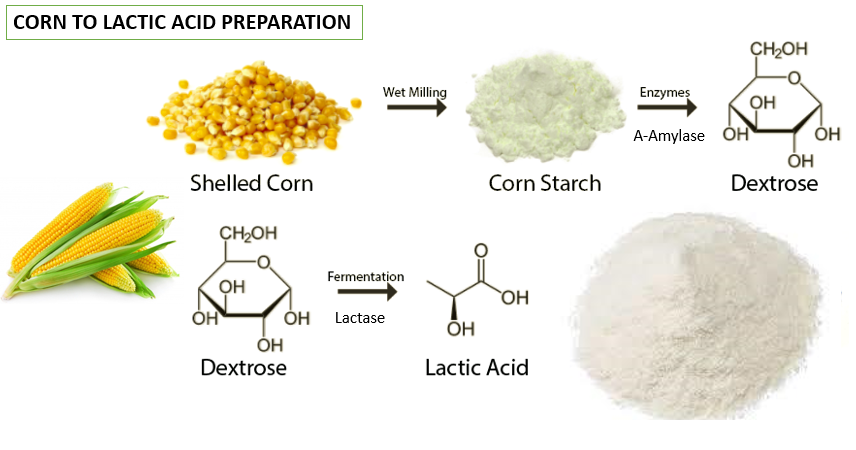 CORN TO LACTIC ACID PREPARATION
Wet Milling
Enzymes
A-Amylase
CH₂OH
O
OH
OH
OH
OH
Shelled Corn
Corn Starch
Dextrose
CH₂OH
O
OH
OH
OH
OH
Fermentation
Lactase
O
OH
OH
Dextrose
Lactic Acid